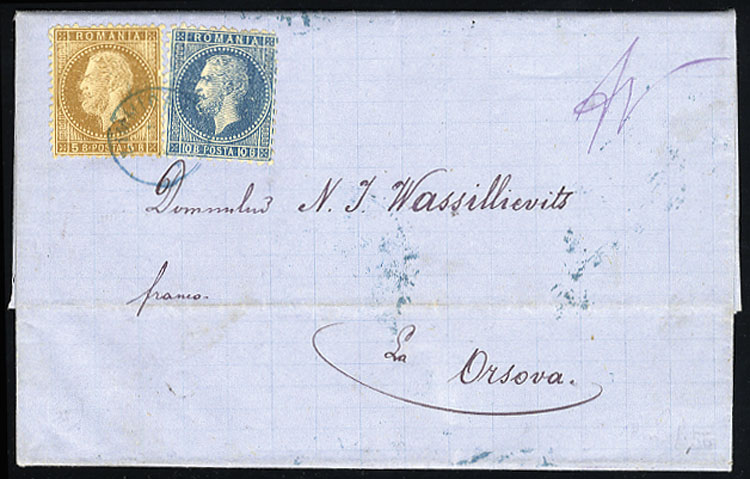 ROMANIA
5 B. POSTA 5 B.
ROMANIA
10 B. POSTA 10 B.
Domnului N. J. Wassillievits
franco.
La Orsova.